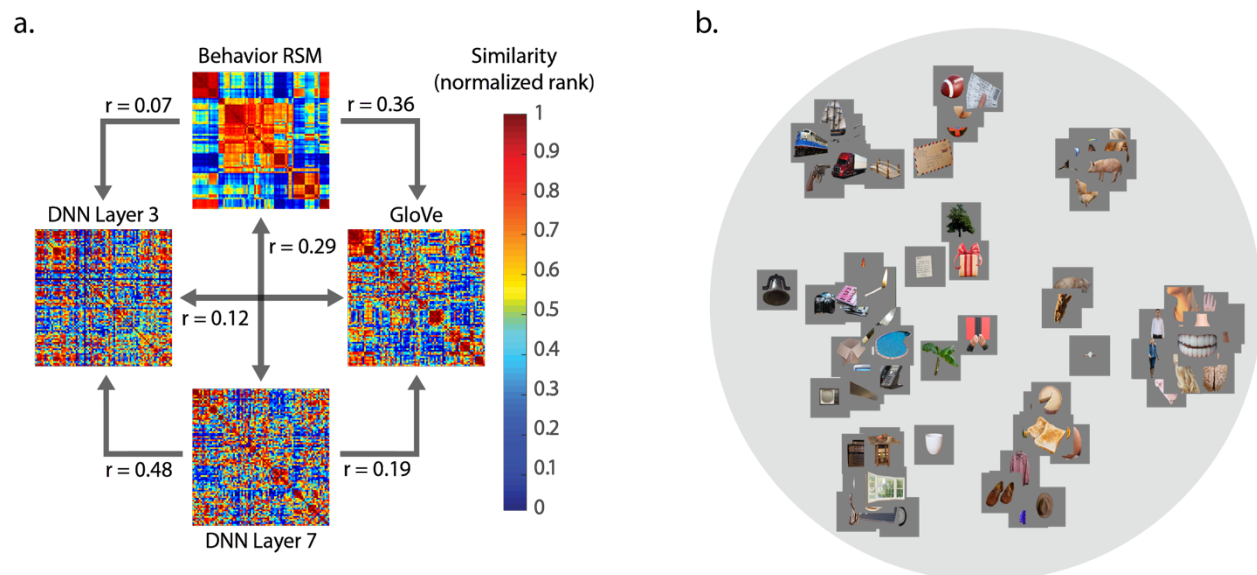 a.
Behavior RSM
Similarity
(normalized rank)
r = 0.07
r = 0.36
1
0.9
0.8
0.7
0.6
0.5
0.4
0.3
0.2
0.1
0
DNN Layer 3
GloVe
r = 0.29
r = 0.12
r = 0.48
r = 0.19
DNN Layer 7
b.